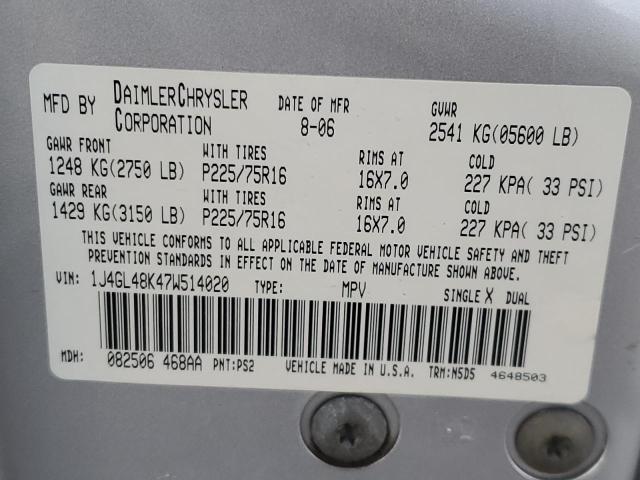 MFD BY DAIMLERCHRYSLER CORPORATION DATE OF MFR 8-06 GVWR 2541 KG(05600 LB)
GAWR FRONT WITH TIRES RIMS AT COLD
1248 KG(2750 LB) P225/75R16 16X7.0 227 KPA( 33 PSI)
GAWR REAR WITH TIRES RIMS AT COLD
1429 KG(3150 LB) P225/75R16 16X7.0 227 KPA( 33 PSI)
THIS VEHICLE CONFORMS TO ALL APPLICABLE FEDERAL MOTOR VEHICLE SAFETY AND THEFT
PREVENTION STANDARDS IN EFFECT ON THE DATE OF MANUFACTURE SHOWN ABOVE.
VIN: 1J4GL48K47W514020 TYPE: MPV SINGLE X DUAL
MDH: 082506 468AA PNT:PS2 VEHICLE MADE IN U.S.A. TRM:N5D5 4648503